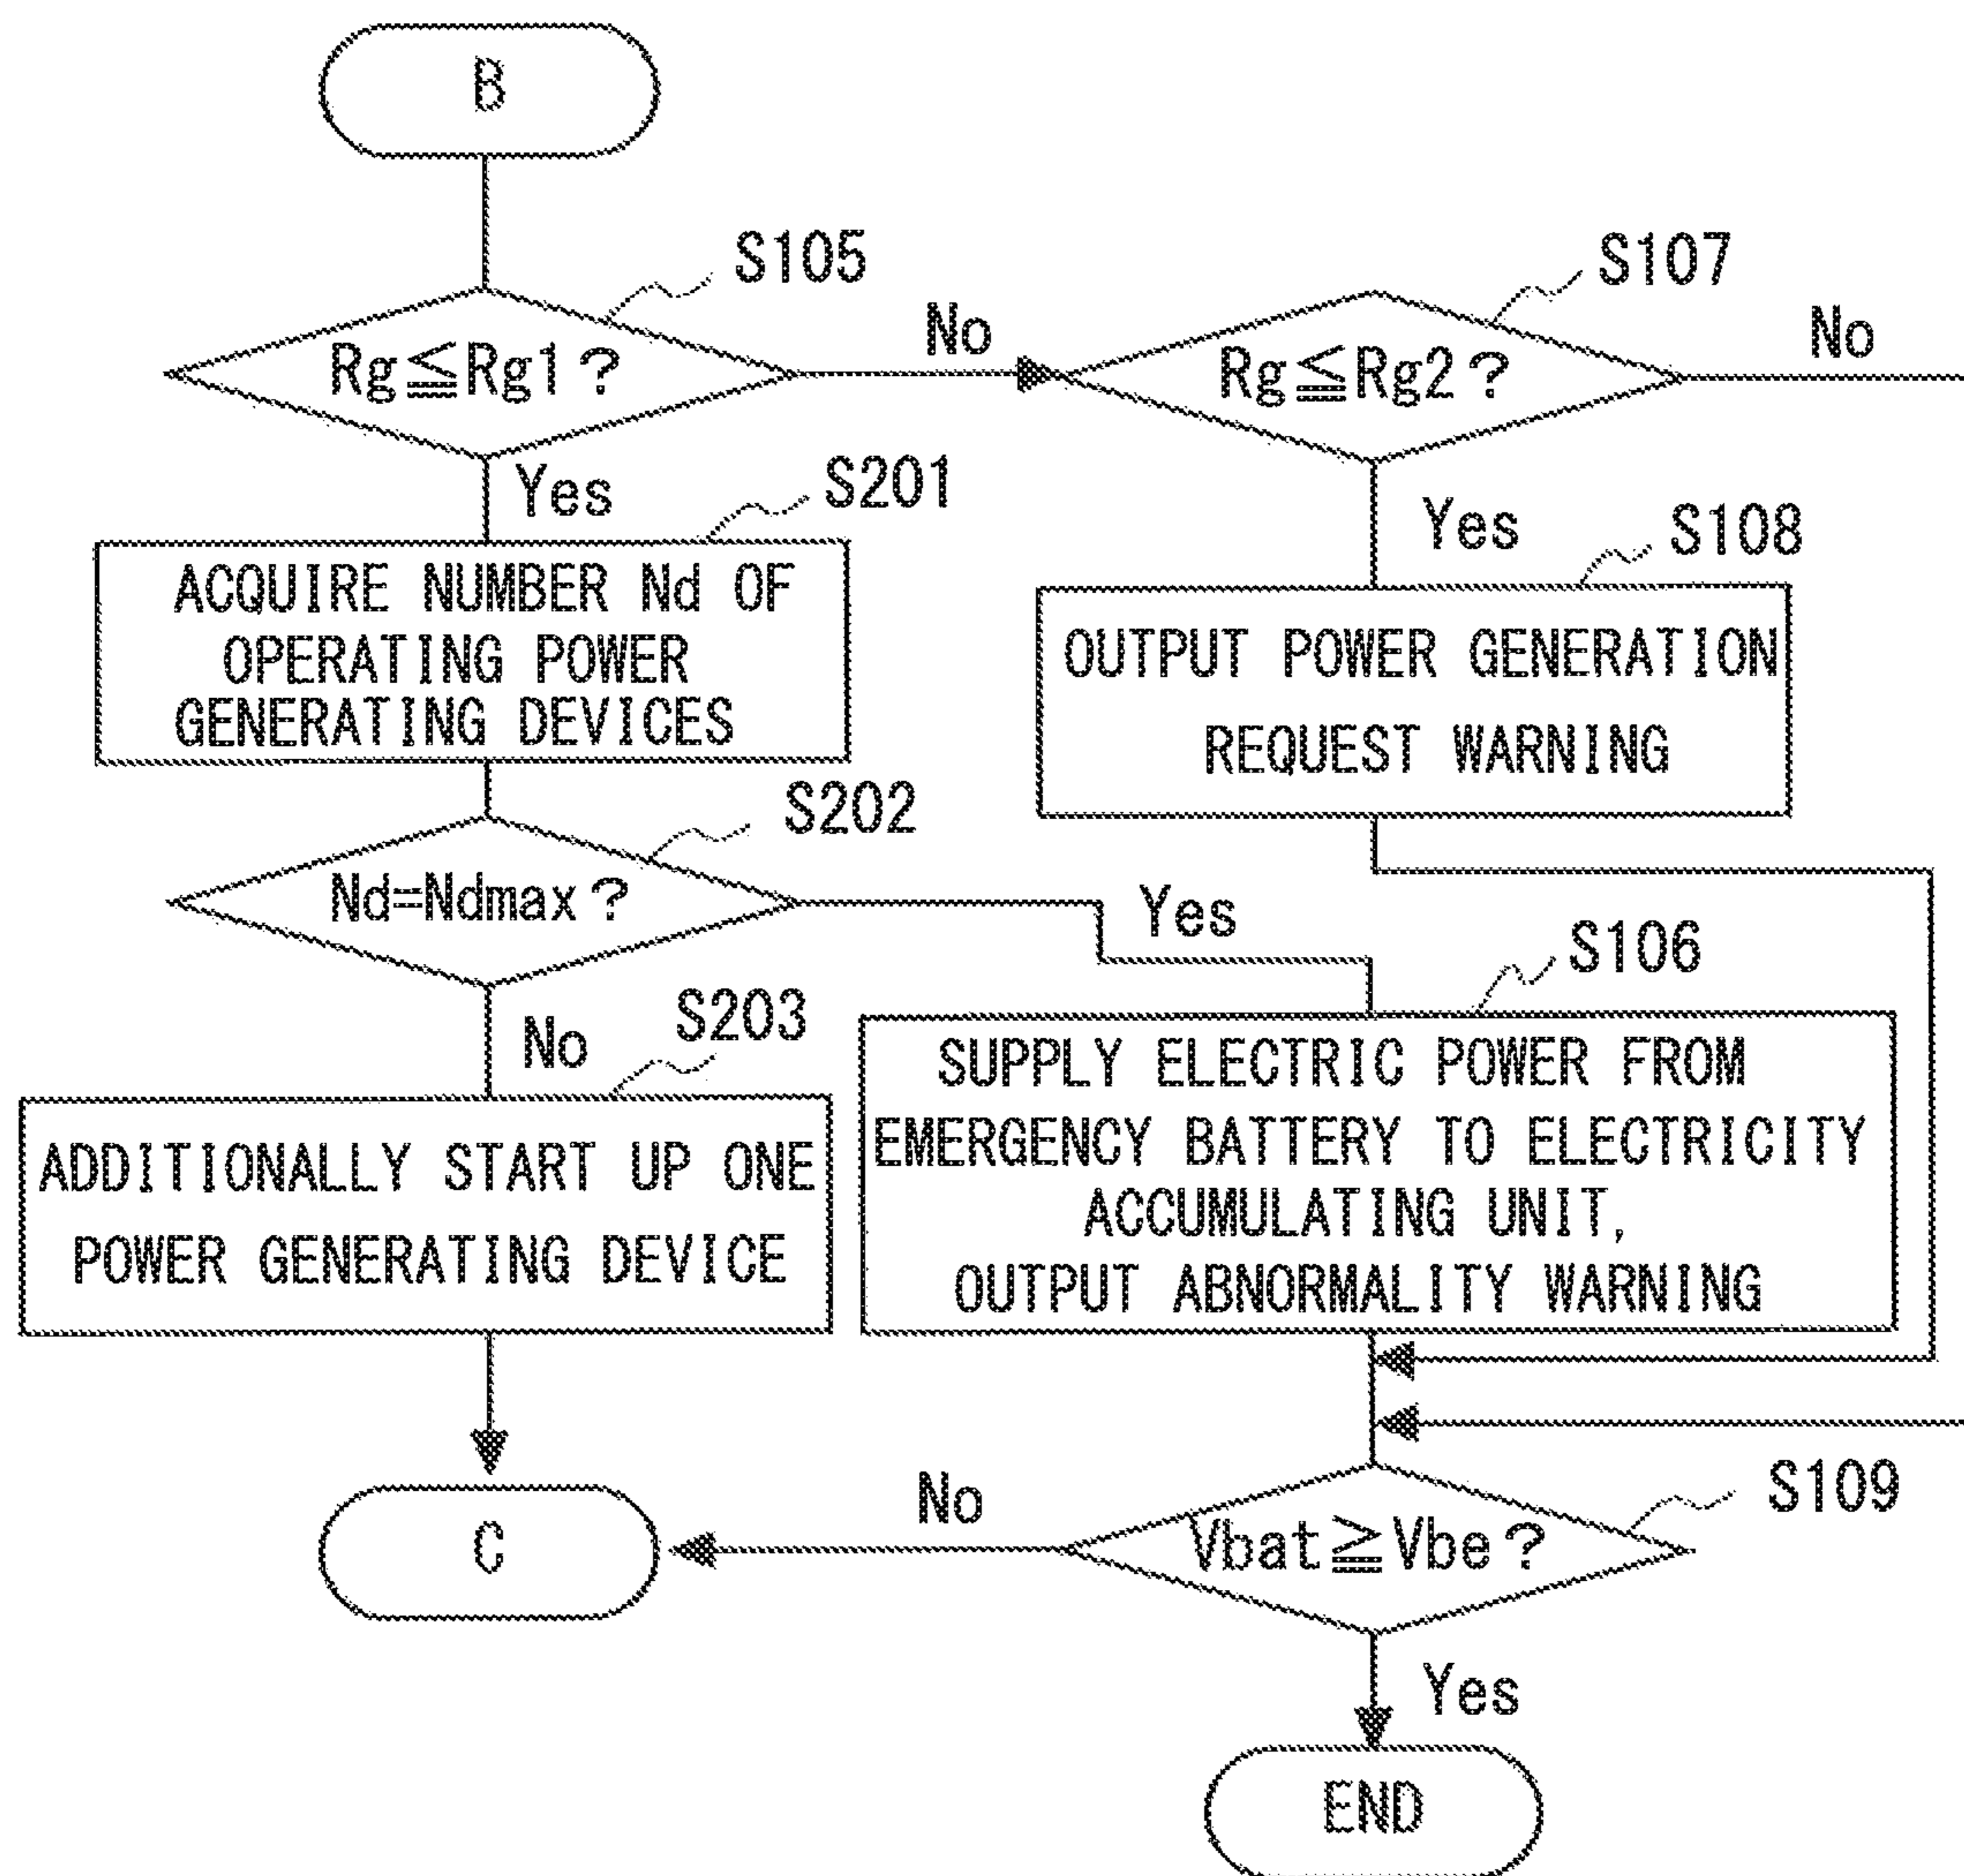 B
S105
S107
Rg≦Rg1?
No
Rg≦Rg2?
No
Yes
S201
Yes
S108
ACQUIRE NUMBER Nd OF
OPERATING POWER
GENERATING DEVICES
OUTPUT POWER GENERATION
REQUEST WARNING
S202
Nd=Ndmax?
Yes
S106
No
S203
SUPPLY ELECTRIC POWER FROM
EMERGENCY BATTERY TO ELECTRICITY
ACCUMULATING UNIT,
OUTPUT ABNORMALITY WARNING
ADDITIONALLY START UP ONE
POWER GENERATING DEVICE
S109
No
C
Vbat≧Vbe?
Yes
END